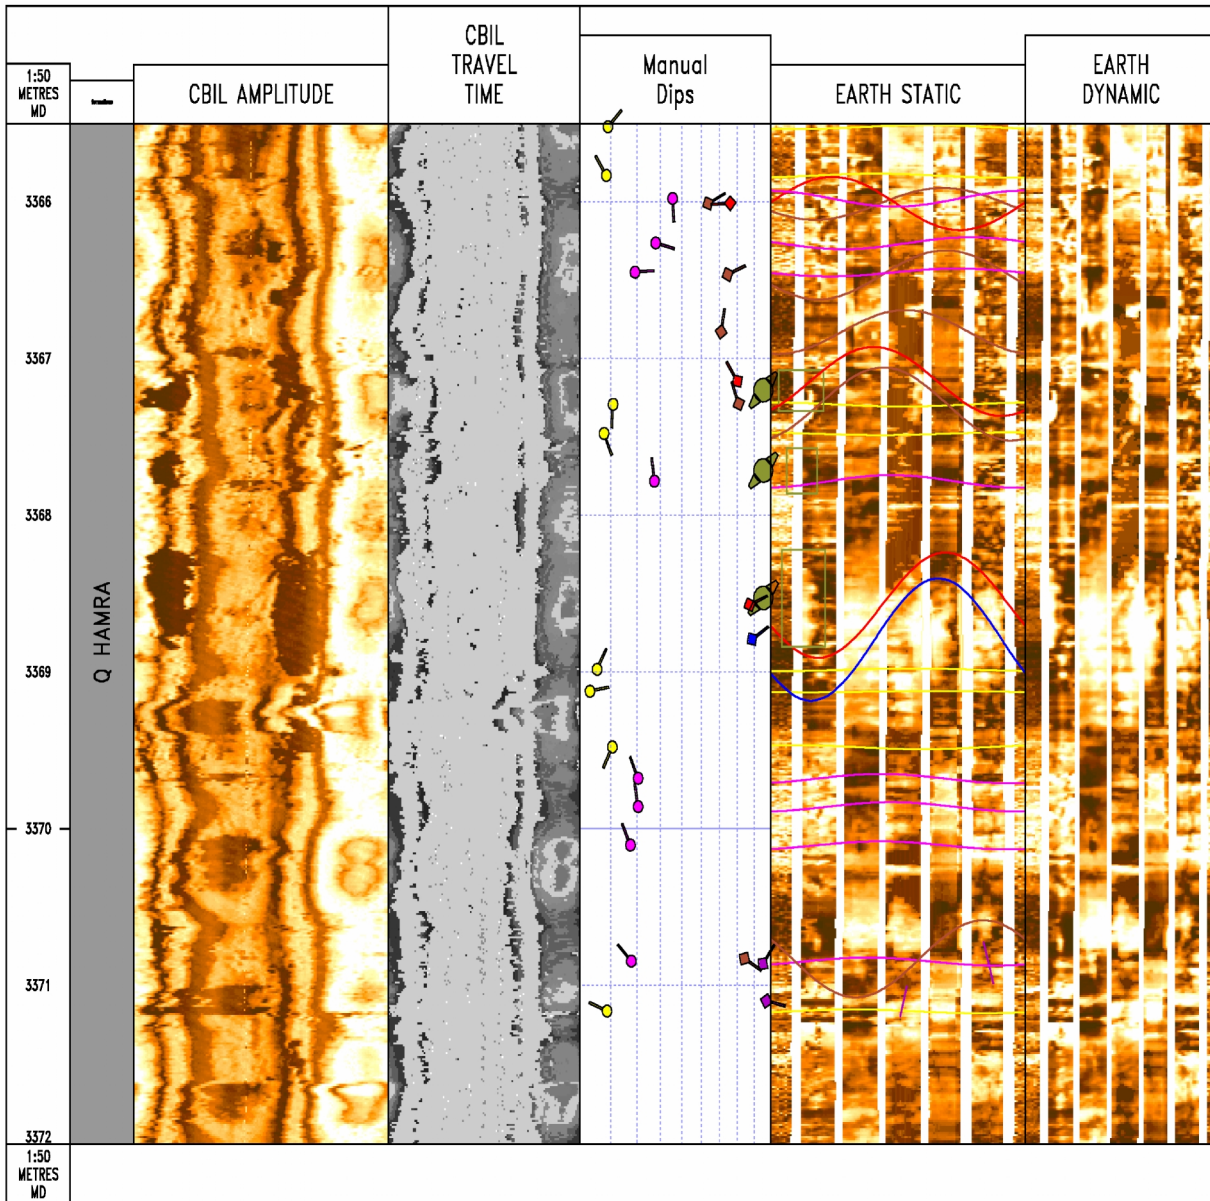 1:50
METRES
MD
CBIL AMPLITUDE
CBIL
TRAVEL
TIME
Manual
Dips
EARTH STATIC
EARTH
DYNAMIC
3366
3367
3368
3369
3370
3371
3372
Q HAMRA
1:50
METRES
MD